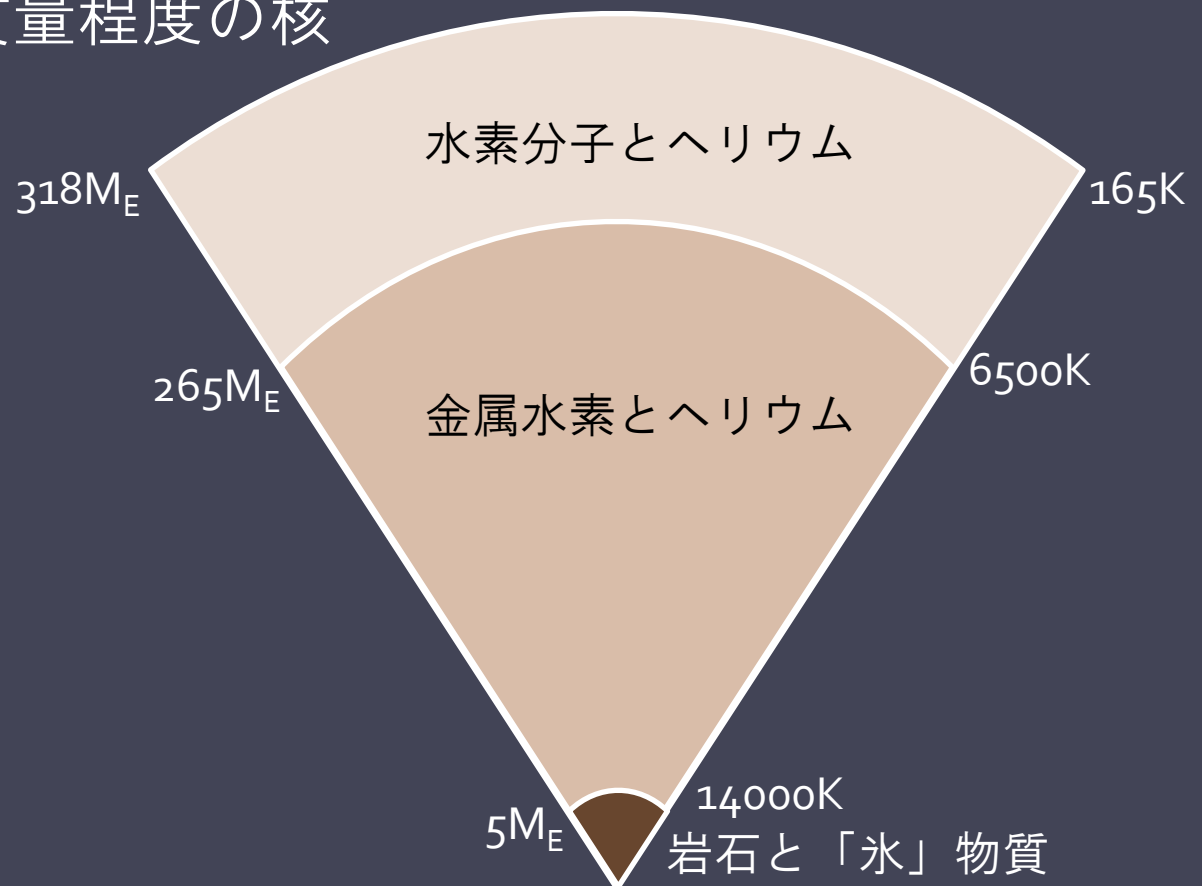 量程度の核
水素分子とヘリウム
318ME
165K
265ME
6500K
金属水素とヘリウム
14000K
5ME
岩石と「氷」物質